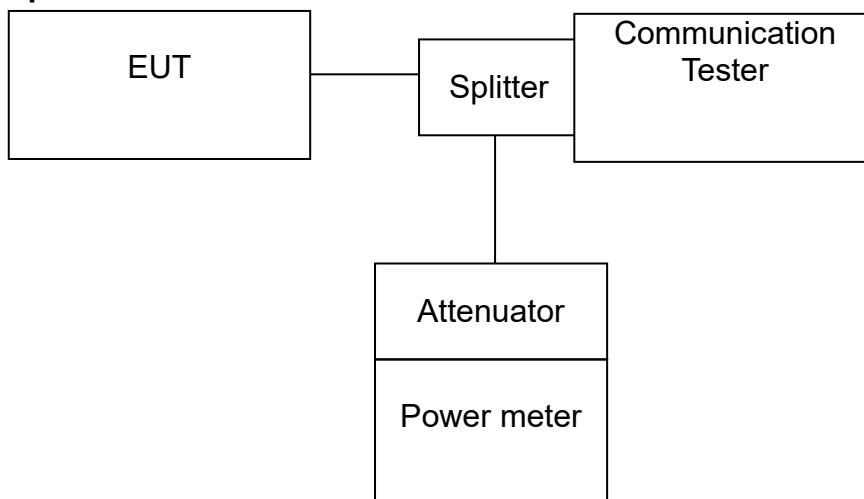 EUT
Communication
Tester
Splitter
Attenuator
Power meter